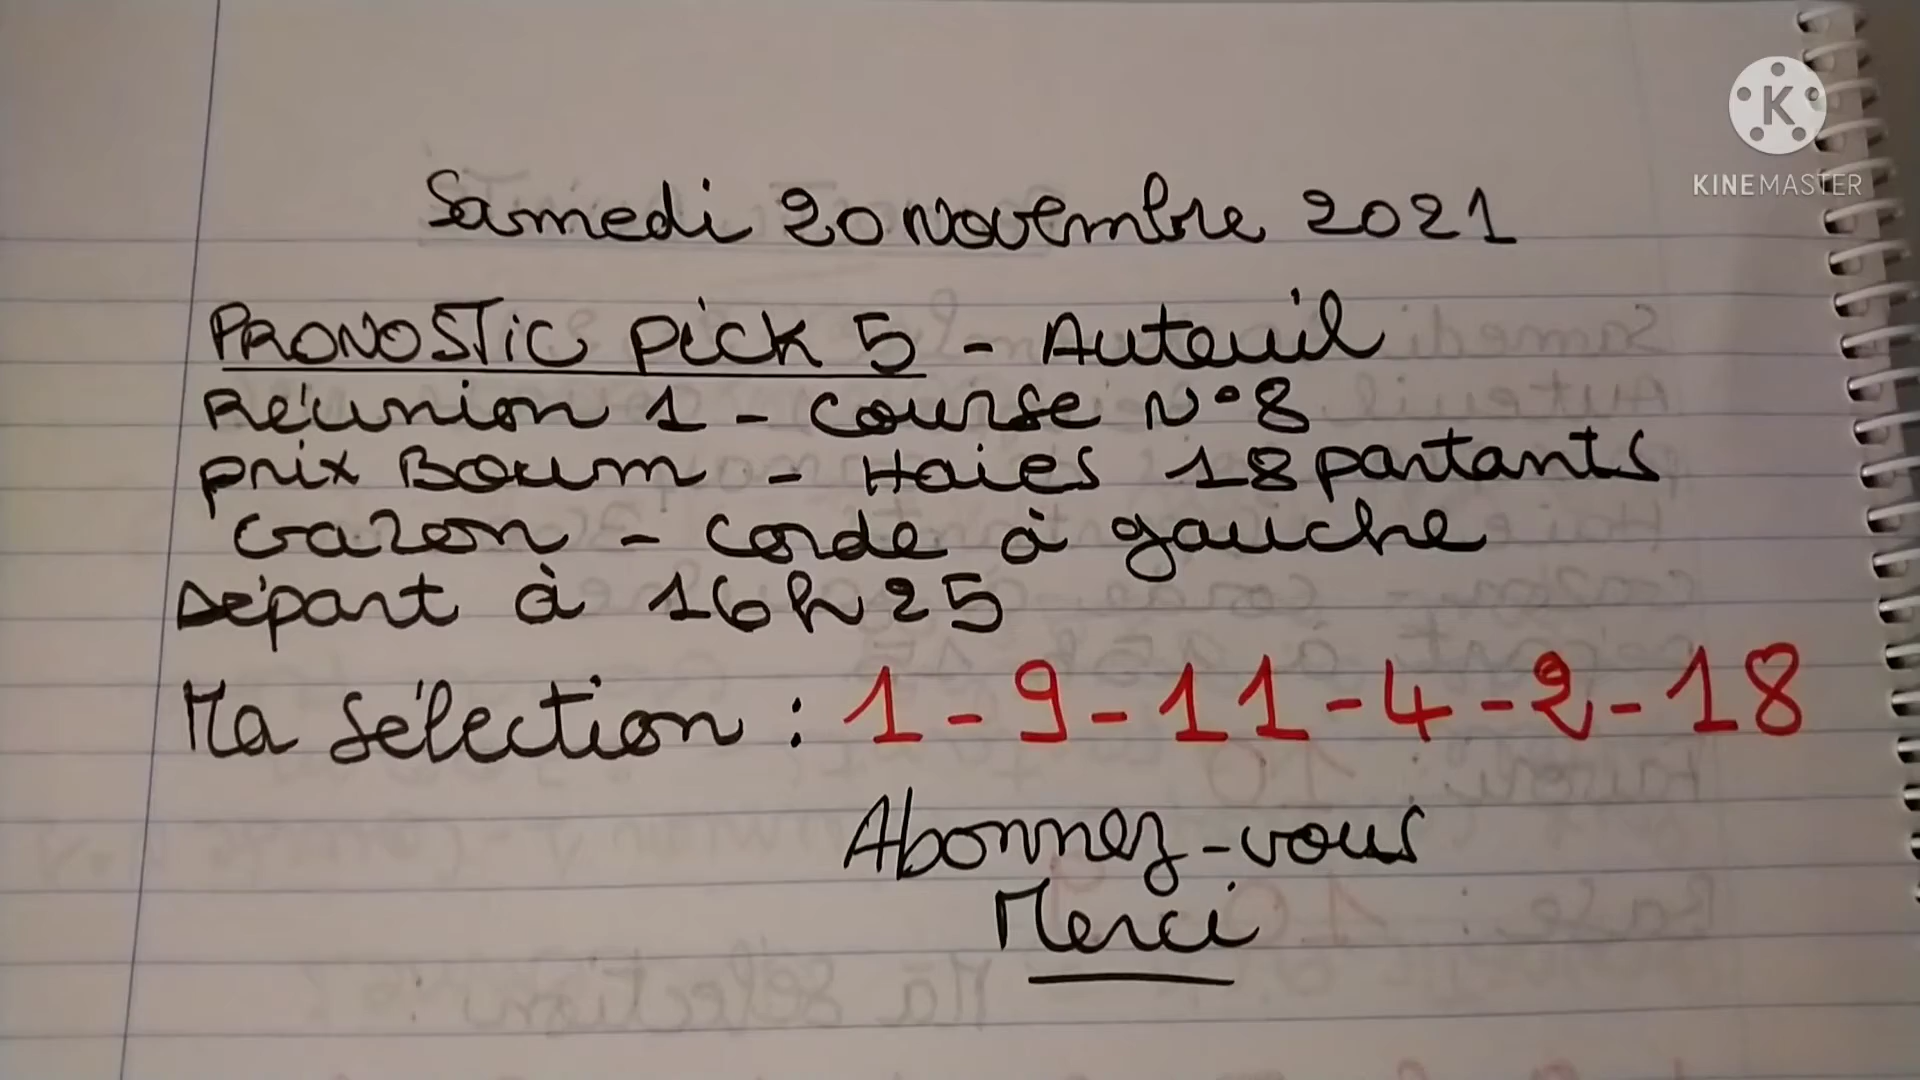 KINEMASTER
Samedi 20 Novembre 2021
PRONOSTIC PICK 5 - Auteuil
Réunion 1 - Course N°8
prix Boum - Haies 18 partants
Gazon - Corde à gauche
Départ à 16h25
Ma Sélection : 1 - 9 - 11 - 4 - 2 - 18
Abonnez-vous
Merci